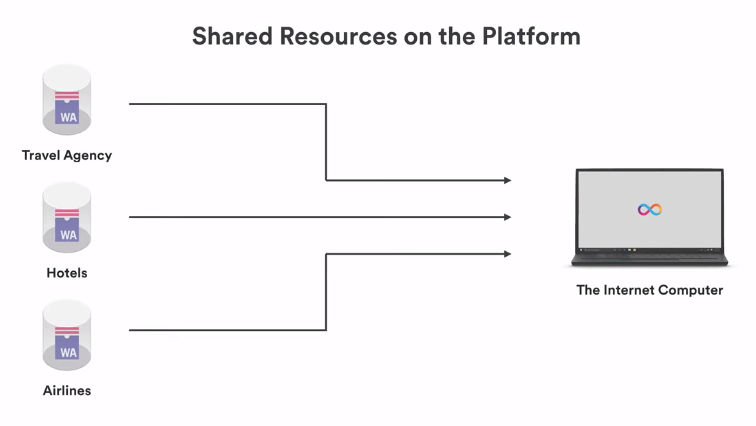 Shared Resources on the Platform
WA
Travel Agency
WA
Hotels
The Internet Computer
WA
Airlines